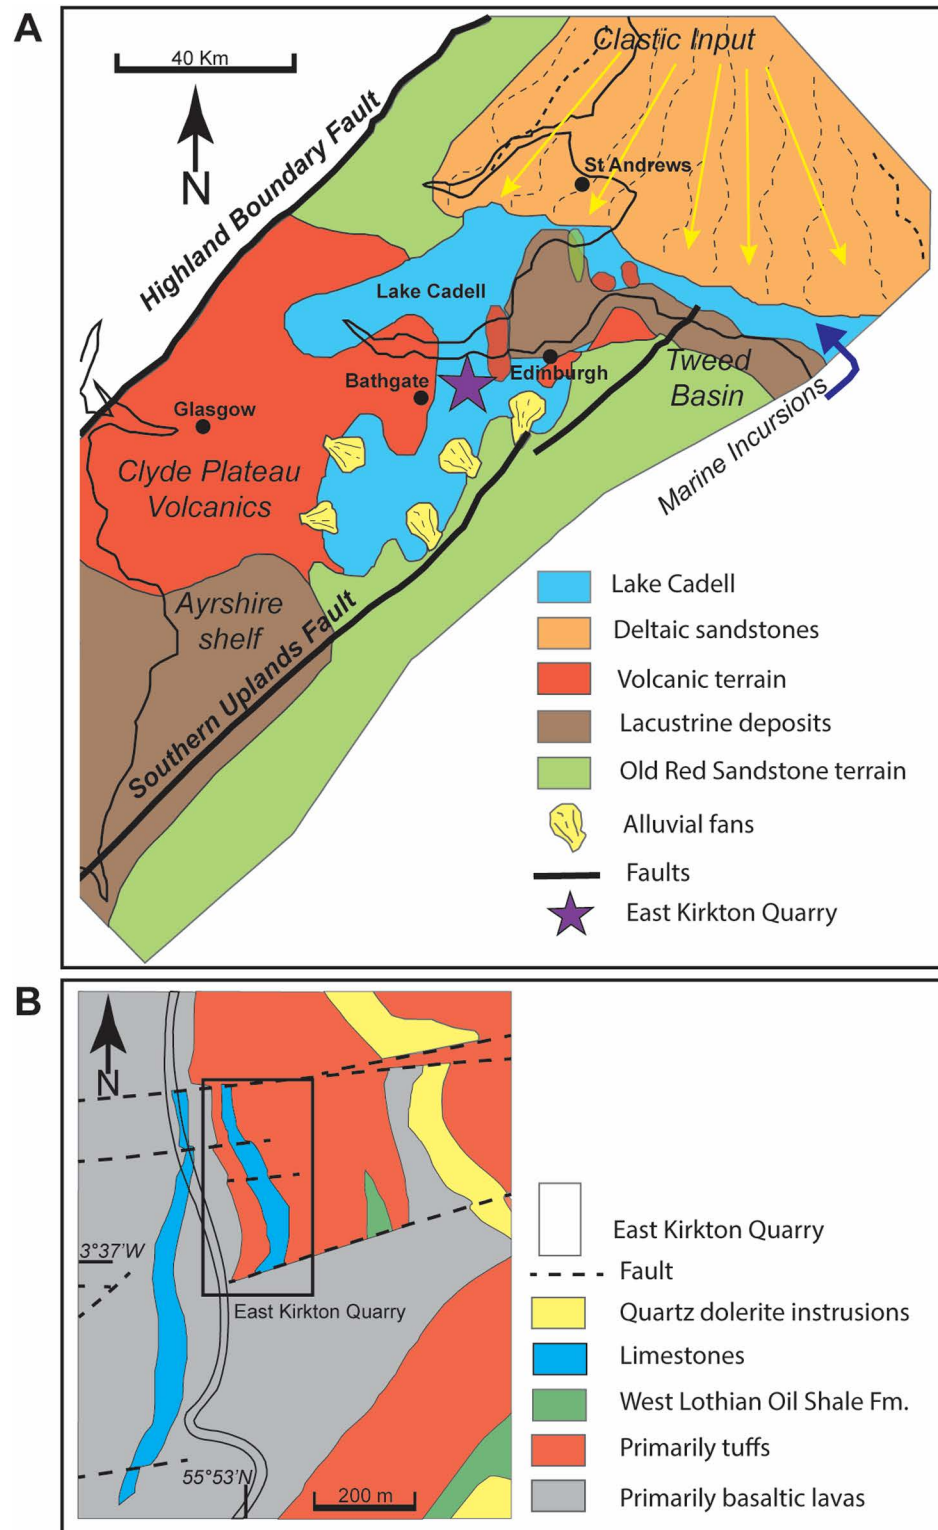 A
Clastic Input
40 Km
N
Highland Boundary Fault
St Andrews
Lake Cadell
Bathgate
Edinburgh
Tweed
Basin
Glasgow
Marine Incursions
Clyde Plateau
Volcanics
Ayrshire
shelf
Southern Uplands Fault
Lake Cadell
Deltaic sandstones
Volcanic terrain
Lacustrine deposits
Old Red Sandstone terrain
Alluvial fans
Faults
East Kirkton Quarry
B
N
3°37'W
East Kirkton Quarry
55°53'N
200 m
East Kirkton Quarry
Fault
Quartz dolerite instrusions
Limestones
West Lothian Oil Shale Fm.
Primarily tuffs
Primarily basaltic lavas